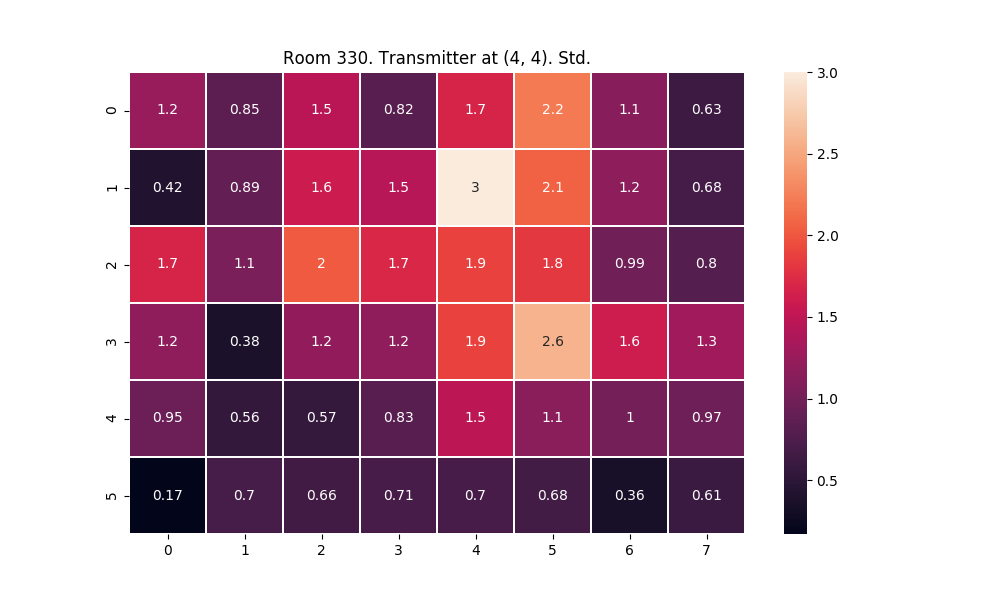 Room 330. Transmitter at (4, 4). Std.
0 1.2 0.85 1.5 0.82 1.7 2.2 1.1 0.63
1 0.42 0.89 1.6 1.5 3 2.1 1.2 0.68
2 1.7 1.1 2 1.7 1.9 1.8 0.99 0.8
3 1.2 0.38 1.2 1.2 1.9 2.6 1.6 1.3
4 0.95 0.56 0.57 0.83 1.5 1.1 1 0.97
5 0.17 0.7 0.66 0.71 0.7 0.68 0.36 0.61
0 1 2 3 4 5 6 7
3.0
2.5
2.0
1.5
1.0
0.5